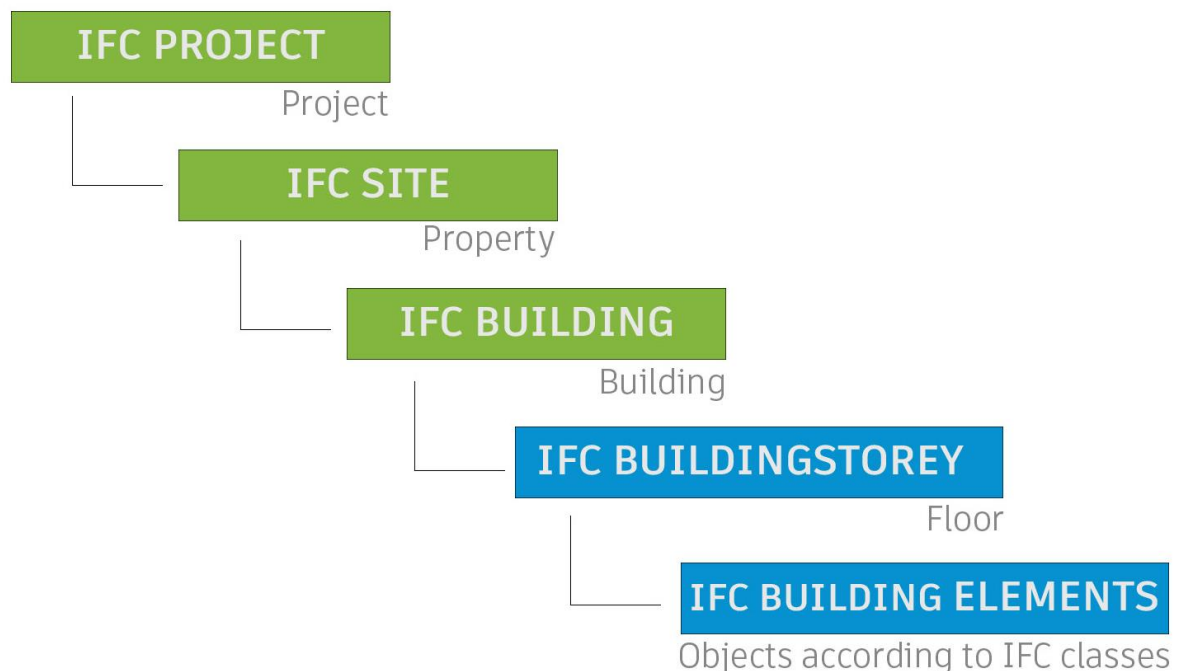 IFC PROJECT
Project
IFC SITE
Property
IFC BUILDING
Building
IFC BUILDINGSTOREY
Floor
IFC BUILDING ELEMENTS
Objects according to IFC classes